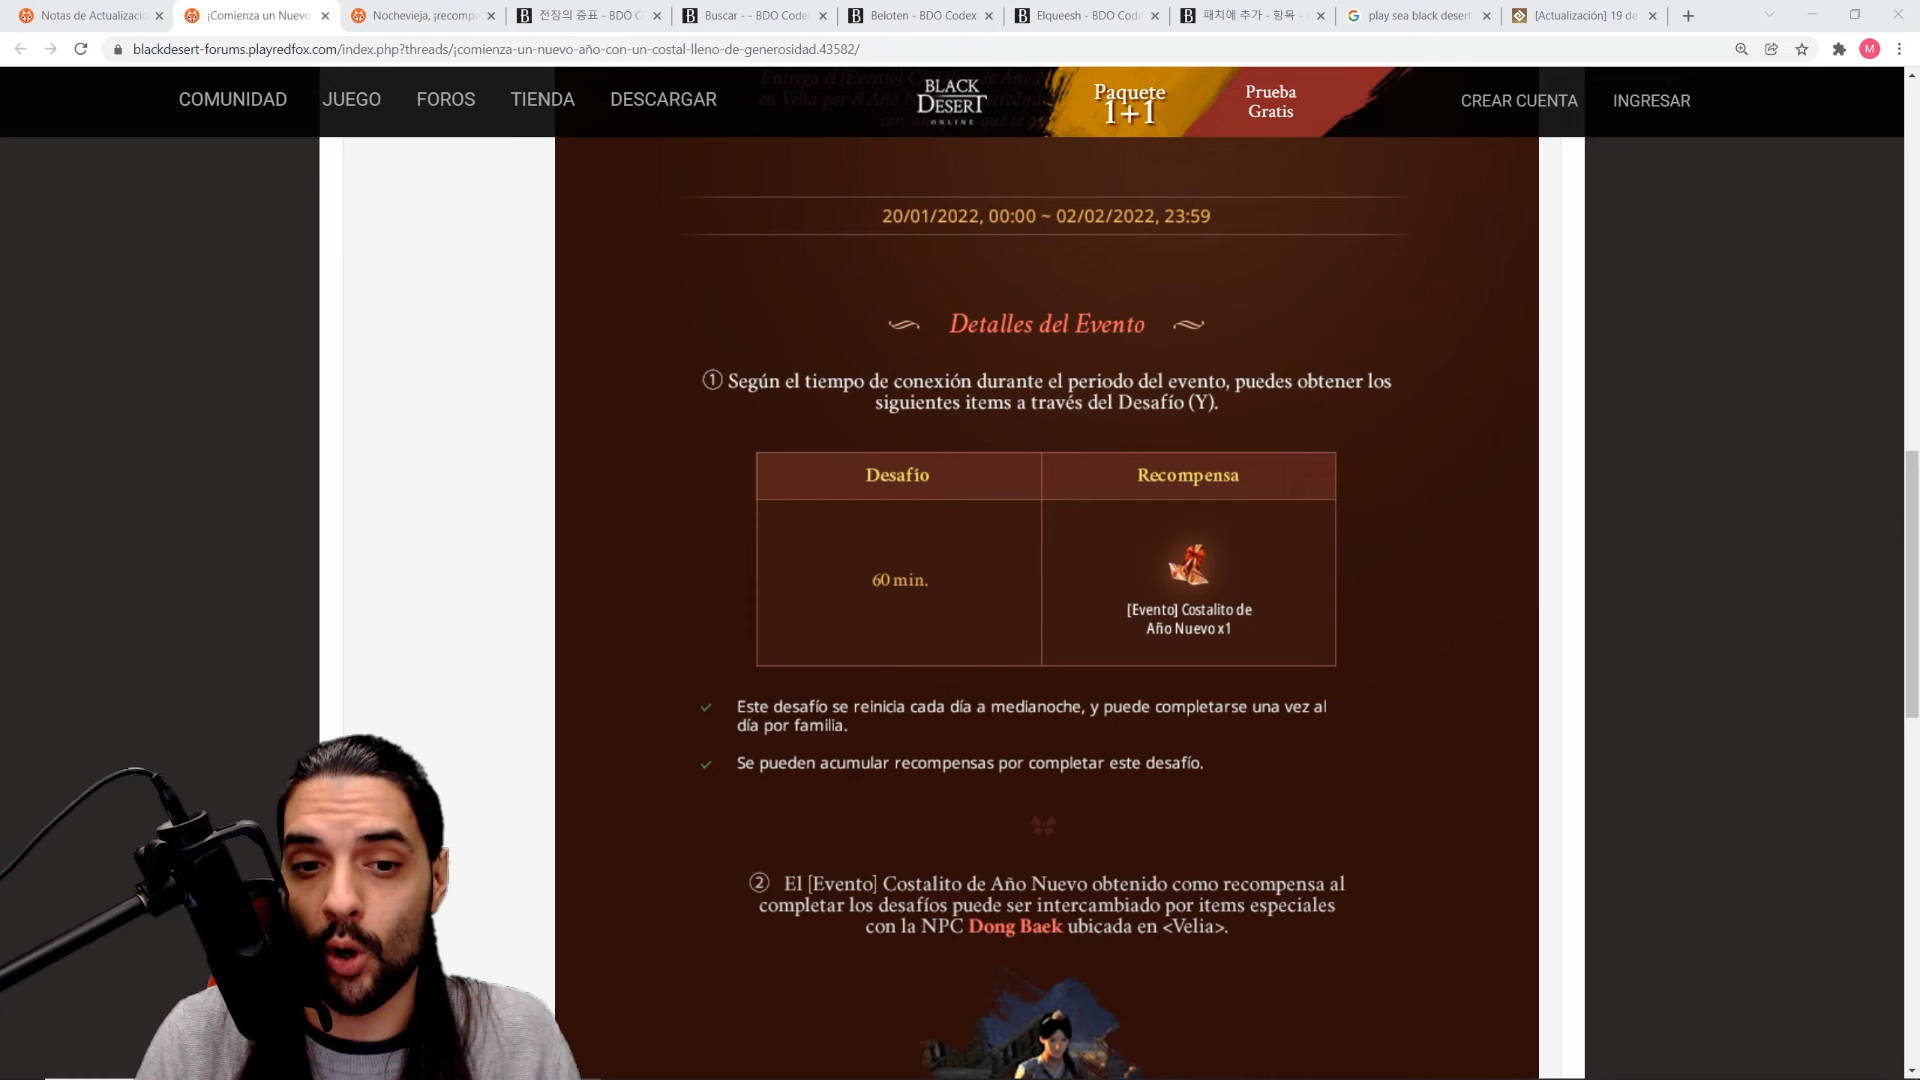 Notas de Actualizaci
¡Comienza un Nuevo
Nochevieja, ¡recompe
전장의 증표 - BDO C
Buscar - - BDO Code
Beloten - BDO Codex
Elqueesh - BDO Code
패치에 추가 - 항목 -
play sea black desert
[Actualización] 19 de
blackdesert-forums.playredfox.com/index.php?threads/¡comienza-un-nuevo-año-con-un-costal-lleno-de-generosidad.43582/
M
COMUNIDAD
JUEGO
FOROS
TIENDA
DESCARGAR
BLACK
DESERT
ONLINE
Paquete
1+1
Prueba
Gratis
CREAR CUENTA
INGRESAR
20/01/2022, 00:00 ~ 02/02/2022, 23:59
Detalles del Evento
① Según el tiempo de conexión durante el periodo del evento, puedes obtener los
siguientes items a través del Desafío (Y).
Desafío
Recompensa
60 min.
[Evento] Costalito de
Año Nuevo x1
Este desafío se reinicia cada día a medianoche, y puede completarse una vez al
día por familia.
Se pueden acumular recompensas por completar este desafío.
② El [Evento] Costalito de Año Nuevo obtenido como recompensa al
completar los desafíos puede ser intercambiado por items especiales
con la NPC Dong Baek ubicada en <Velia>.